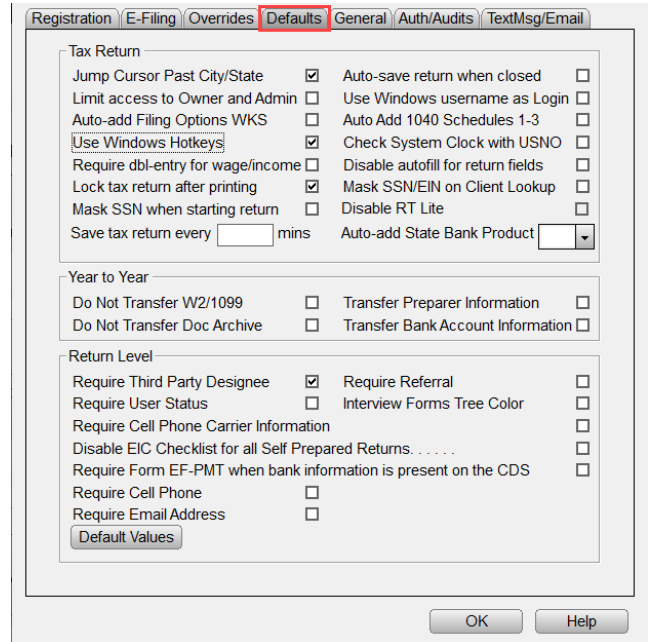 Registration E-Filing Overrides Defaults General Auth/Audits TextMsg/Email
Tax Return
Jump Cursor Past City/State Auto-save return when closed
Limit access to Owner and Admin Use Windows username as Login
Auto-add Filing Options WKS Auto Add 1040 Schedules 1-3
Use Windows Hotkeys Check System Clock with USNO
Require dbl-entry for wage/income Disable autofill for return fields
Lock tax return after printing Mask SSN/EIN on Client Lookup
Mask SSN when starting return Disable RT Lite
Save tax return every mins Auto-add State Bank Product
Year to Year
Do Not Transfer W2/1099 Transfer Preparer Information
Do Not Transfer Doc Archive Transfer Bank Account Information
Return Level
Require Third Party Designee Require Referral
Require User Status Interview Forms Tree Color
Require Cell Phone Carrier Information
Disable EIC Checklist for all Self Prepared Returns. . . . . .
Require Form EF-PMT when bank information is present on the CDS
Require Cell Phone
Require Email Address
Default Values
OK Help